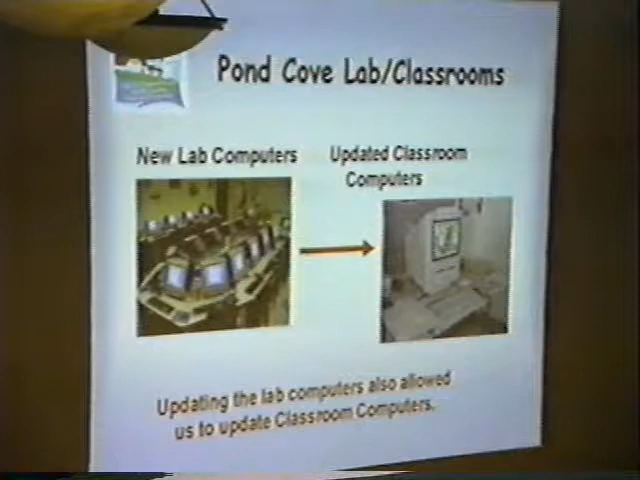 Pond Cove Lab/Classrooms
New Lab Computers
Updated Classroom
Computers
Updating the lab computers also allowed
us to update Classroom Computers.